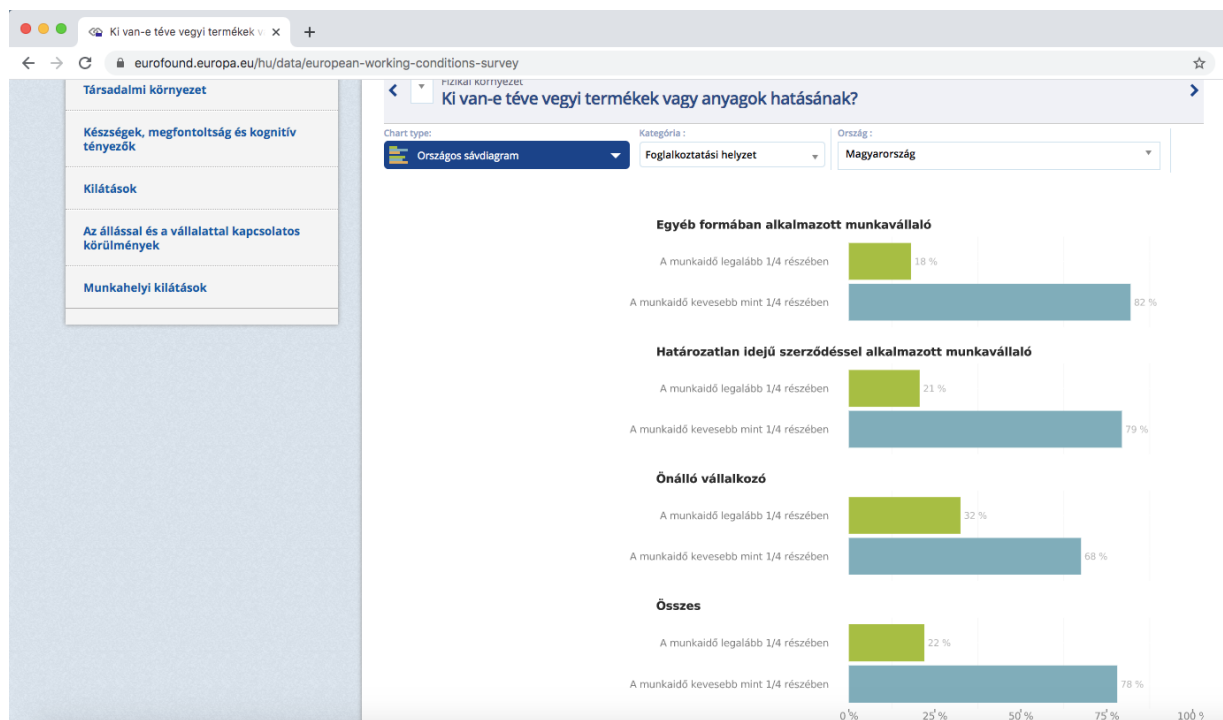 Ki van-e téve vegyi termékek v
eurofound.europa.eu/hu/data/european-working-conditions-survey
Társadalmi környezet
Készségek, megfontoltság és kognitív
tényezők
Kilátások
Az állással és a vállalattal kapcsolatos
körülmények
Munkahelyi kilátások
Fizikai környezet
Ki van-e téve vegyi termékek vagy anyagok hatásának?
Chart type:
Kategória :
Ország :
Országos sávdiagram
Foglalkoztatási helyzet
Magyarország
Egyéb formában alkalmazott munkavállaló
A munkaidő legalább 1/4 részében
18 %
A munkaidő kevesebb mint 1/4 részében
82 %
Határozatlan idejű szerződéssel alkalmazott munkavállaló
A munkaidő legalább 1/4 részében
21 %
A munkaidő kevesebb mint 1/4 részében
79 %
Önálló vállalkozó
A munkaidő legalább 1/4 részében
32 %
A munkaidő kevesebb mint 1/4 részében
68 %
Összes
A munkaidő legalább 1/4 részében
22 %
A munkaidő kevesebb mint 1/4 részében
78 %
0 %
25 %
50 %
75 %
100 %